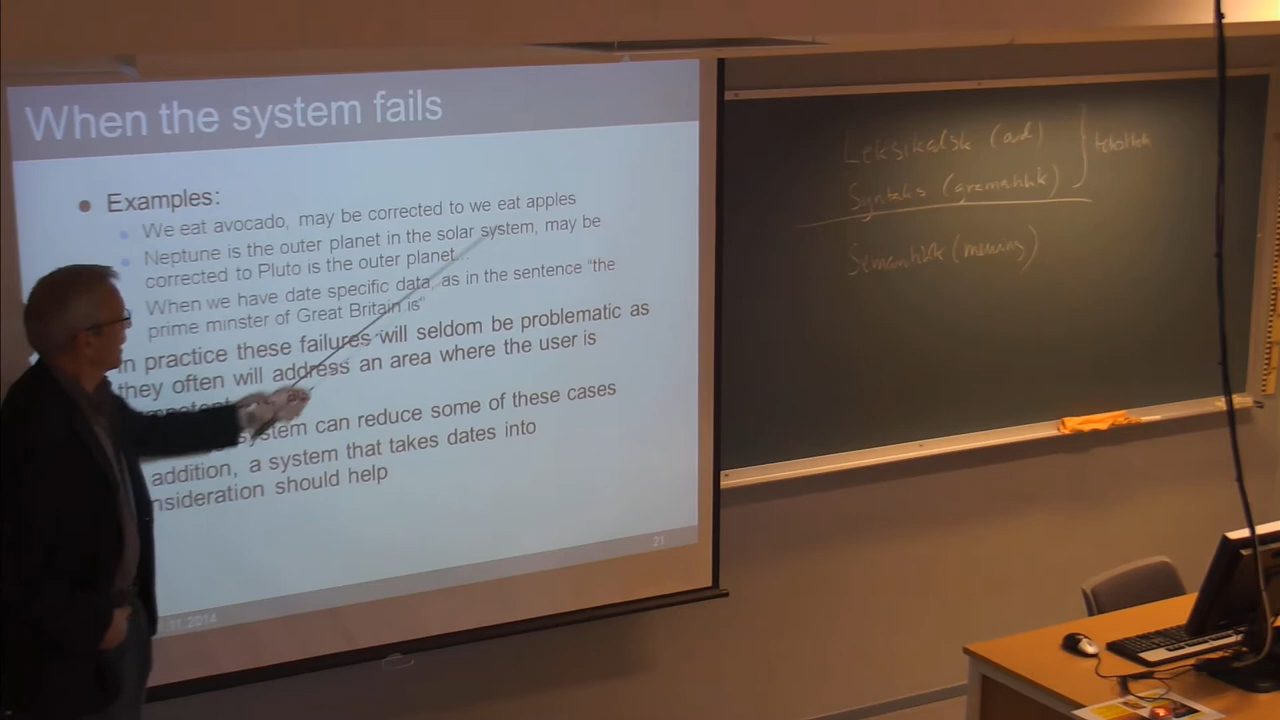 When the system fails
Examples:
We eat avocado, may be corrected to we eat apples
Neptune is the outer planet in the solar system, may be
corrected to Pluto is the outer planet...
When we have date specific data, as in the sentence "the
prime minster of Great Britain is"
n practice these failures will seldom be problematic as
they often will address an area where the user is
system can reduce some of these cases
addition, a system that takes dates into
nsideration should help
11.2014
21
Leksikalsk (ord)
Syntaks (gramatikk)
Semantikk (mening)